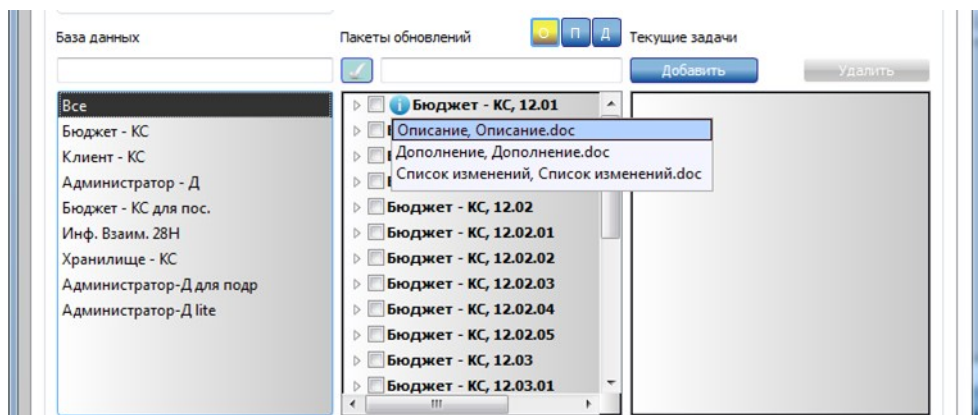 База данных
Пакеты обновлений
О П Д
Текущие задачи
Добавить
Удалить
Все
Бюджет - КС
Клиент - КС
Администратор - Д
Бюджет - КС для пос.
Инф. Взаим. 28Н
Хранилище - КС
Администратор-Д для подр
Администратор-Д lite
Бюджет - КС, 12.01
Описание, Описание.doc
Дополнение, Дополнение.doc
Список изменений, Список изменений.doc
Бюджет - КС, 12.02
Бюджет - КС, 12.02.01
Бюджет - КС, 12.02.02
Бюджет - КС, 12.02.03
Бюджет - КС, 12.02.04
Бюджет - КС, 12.02.05
Бюджет - КС, 12.03
Бюджет - КС, 12.03.01